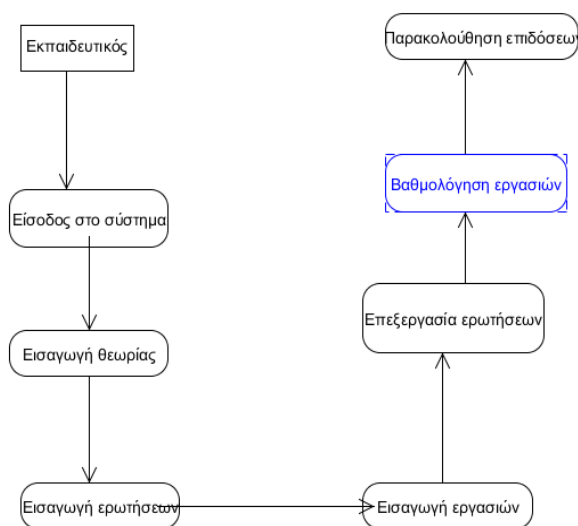 Εκπαιδευτικός
Είσοδος στο σύστημα
Εισαγωγή θεωρίας
Εισαγωγή ερωτήσεων
Εισαγωγή εργασιών
Επεξεργασία ερωτήσεων
Βαθμολόγηση εργασιών
Παρακολούθηση επιδόσεων